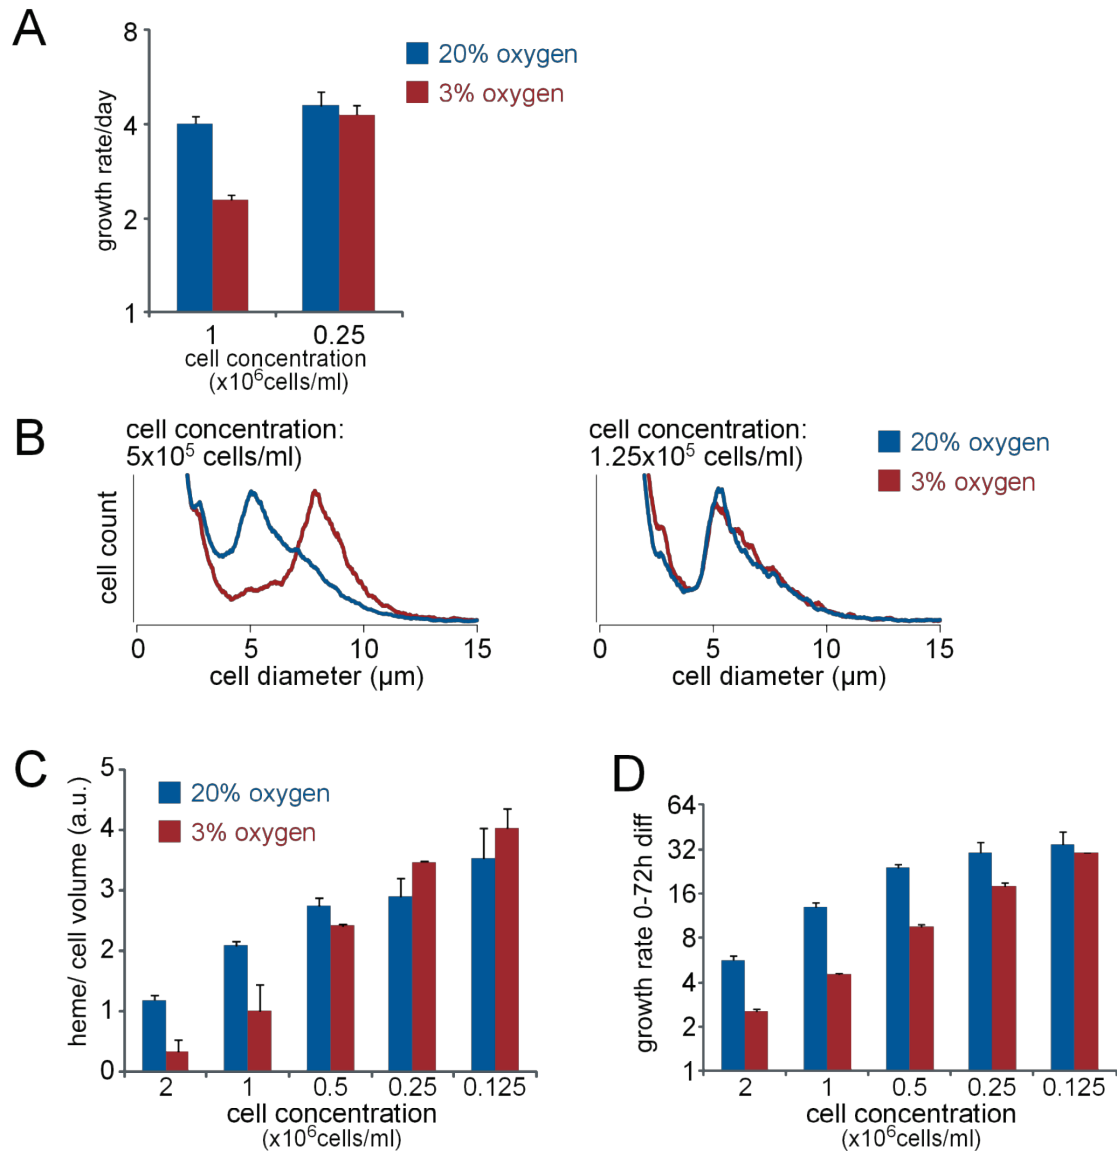 A
8
4
2
1
growth rate/day
20% oxygen
3% oxygen
1 0.25
cell concentration
(x10⁶cells/ml)
B
cell concentration:
5x10⁵ cells/ml)
cell concentration:
1.25x10⁵ cells/ml)
20% oxygen
3% oxygen
cell count
0 5 10 15
cell diameter (µm)
0 5 10 15
cell diameter (µm)
C
5
4
3
2
1
0
heme/ cell volume (a.u.)
20% oxygen
3% oxygen
2 1 0.5 0.25 0.125
cell concentration
(x10⁶cells/ml)
D
64
32
16
8
4
2
1
growth rate 0-72h diff
2 1 0.5 0.25 0.125
cell concentration
(x10⁶cells/ml)